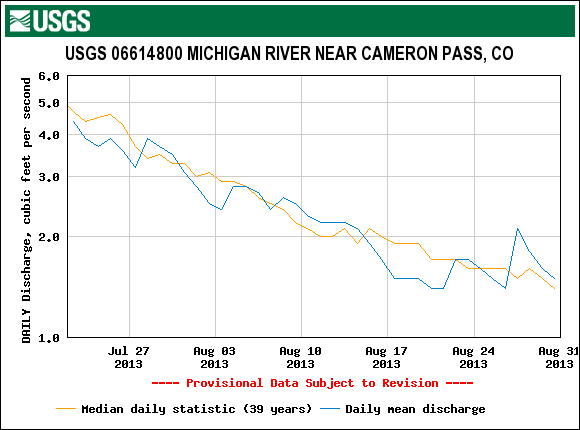 USGS
USGS 06614800 MICHIGAN RIVER NEAR CAMERON PASS, CO
DAILY Discharge, cubic feet per second
6.0
5.0
4.0
3.0
2.0
1.0
Jul 27 Aug 03 Aug 10 Aug 17 Aug 24 Aug 31
2013 2013 2013 2013 2013 2013
---- Provisional Data Subject to Revision ----
Median daily statistic (39 years) Daily mean discharge